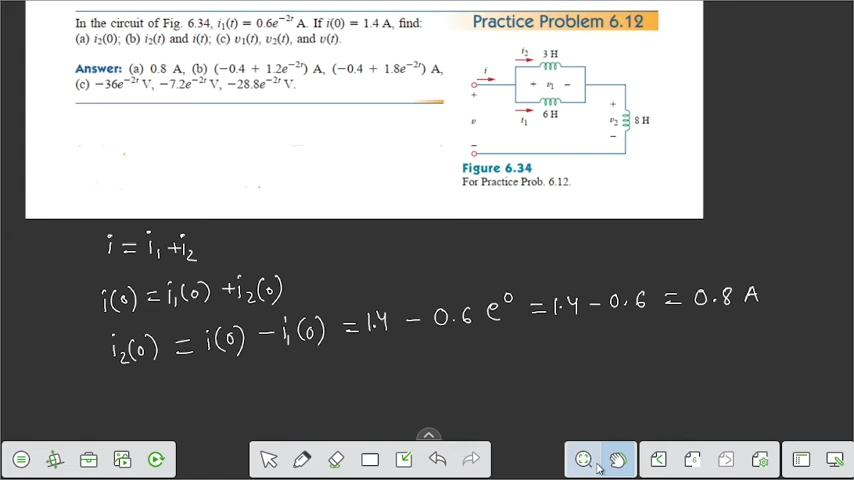 In the circuit of Fig. 6.34, i₁(t) = 0.6e⁻²ᵗ A. If i(0) = 1.4 A, find:
(a) i₂(0); (b) i₂(t) and i(t); (c) v₁(t), v₂(t), and v(t).
Answer: (a) 0.8 A, (b) (−0.4 + 1.2e⁻²ᵗ) A, (−0.4 + 1.8e⁻²ᵗ) A,
(c) −36e⁻²ᵗ V, −7.2e⁻²ᵗ V, −28.8e⁻²ᵗ V.
Practice Problem 6.12
i₂ 3 H
i
+ v₁ −
+
+
i₁ 6 H
v
v₂ 8 H
−
−
Figure 6.34
For Practice Prob. 6.12.
i = i₁ + i₂
i(0) = i₁(0) + i₂(0)
i₂(0) = i(0) − i₁(0) = 1.4 − 0.6 e⁰ = 1.4 − 0.6 = 0.8 A
6